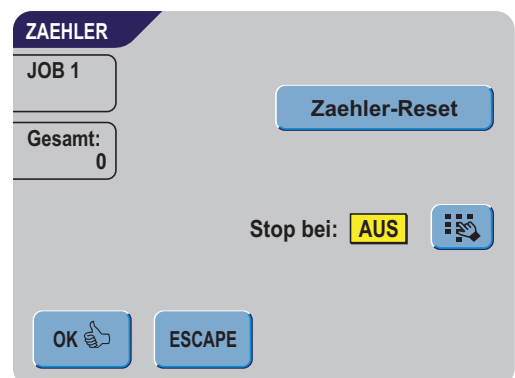 ZAEHLER
JOB 1
Zaehler-Reset
Gesamt:
0
Stop bei: AUS
OK
ESCAPE